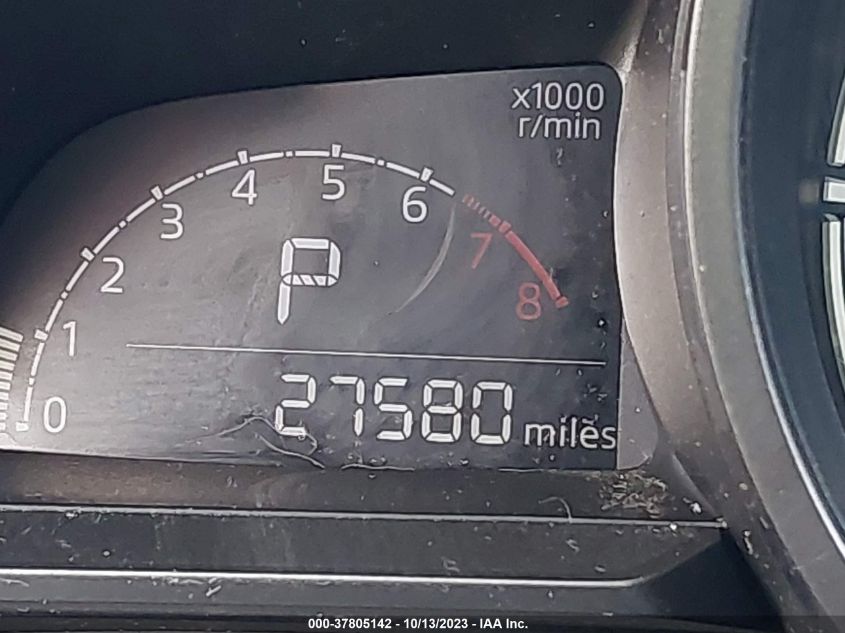 x1000
r/min
0 1 2 3 4 5 6 7 8
P
27580 miles
000-37805142 - 10/13/2023 - IAA Inc.